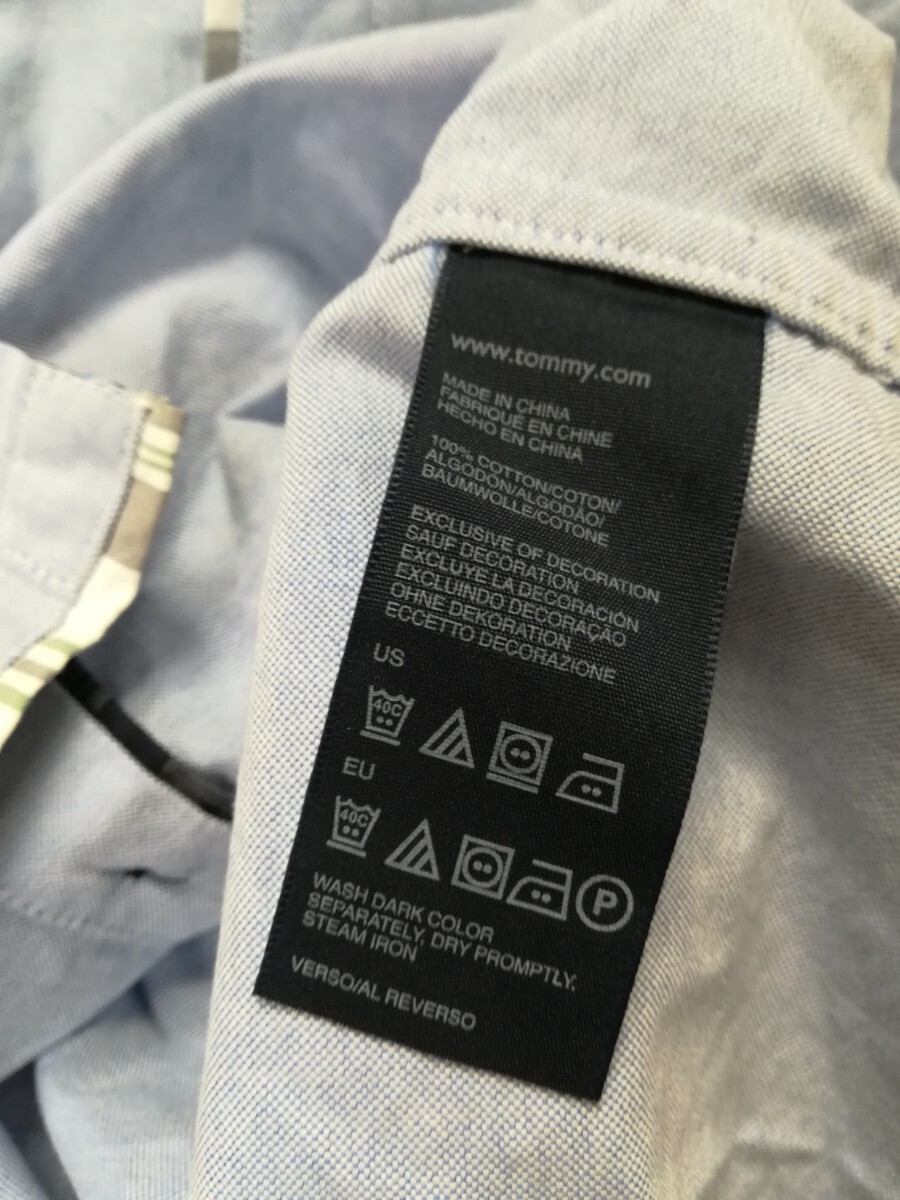 www.tommy.com
MADE IN CHINA
FABRIQUE EN CHINE
HECHO EN CHINA
100% COTTON/COTON/
ALGODÓN/ALGODÃO/
BAUMWOLLE/COTONE
EXCLUSIVE OF DECORATION
SAUF DECORATION
EXCLUYE LA DECORACIÓN
EXCLUINDO DECORAÇAO
OHNE DEKORATION
ECCETTO DECORAZIONE
US
40C
EU
40C
P
WASH DARK COLOR
SEPARATELY, DRY PROMPTLY.
STEAM IRON
VERSO/AL REVERSO